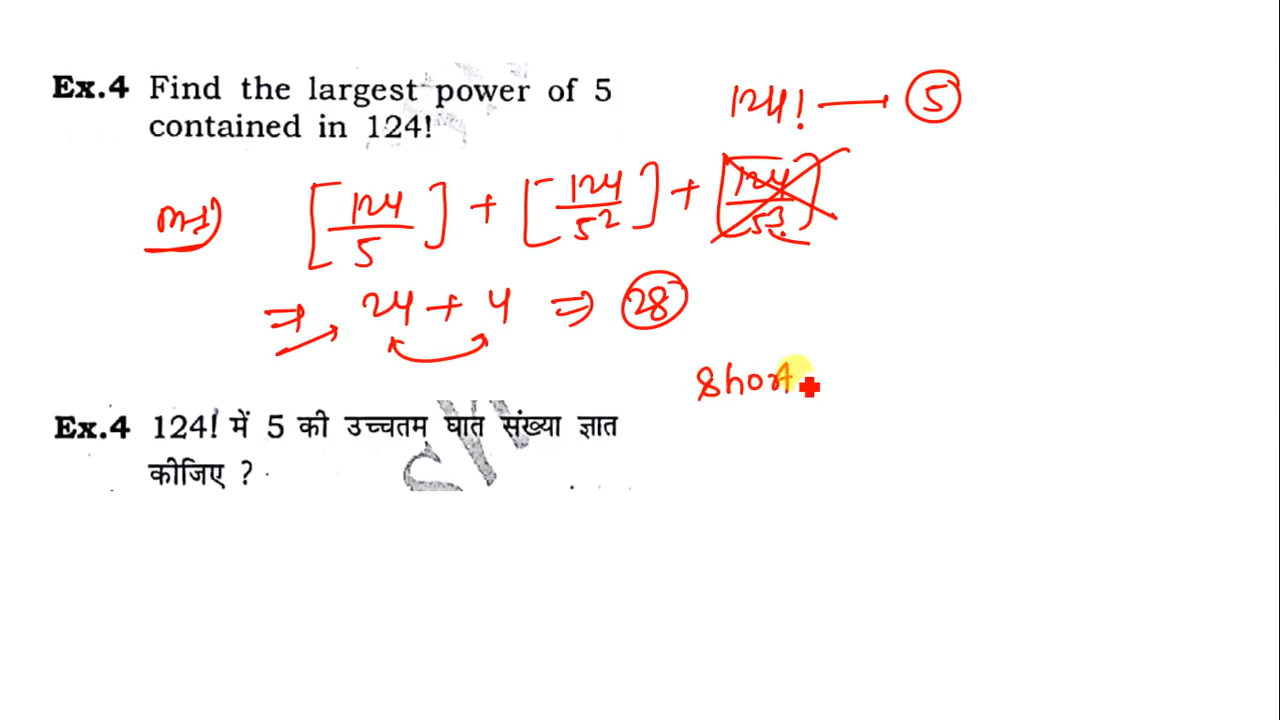 Ex.4 Find the largest power of 5
contained in 124!
124! — 5
M-1) [124/5] + [124/5²] + [124/5³]
⇒ 24 + 4 ⇒ 28
Short
Ex.4 124! में 5 की उच्चतम घात संख्या ज्ञात
कीजिए ?